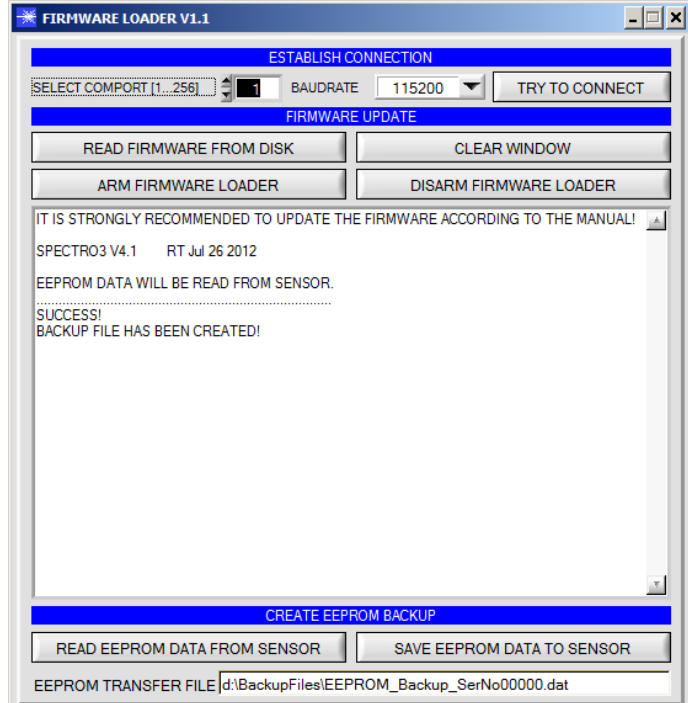 FIRMWARE LOADER V1.1
ESTABLISH CONNECTION
SELECT COMPORT [1...256] 1 BAUDRATE 115200 TRY TO CONNECT
FIRMWARE UPDATE
READ FIRMWARE FROM DISK CLEAR WINDOW
ARM FIRMWARE LOADER DISARM FIRMWARE LOADER
IT IS STRONGLY RECOMMENDED TO UPDATE THE FIRMWARE ACCORDING TO THE MANUAL!
SPECTRO3 V4.1 RT Jul 26 2012
EEPROM DATA WILL BE READ FROM SENSOR.
..........................................................................
SUCCESS!
BACKUP FILE HAS BEEN CREATED!
CREATE EEPROM BACKUP
READ EEPROM DATA FROM SENSOR SAVE EEPROM DATA TO SENSOR
EEPROM TRANSFER FILE d:\BackupFiles\EEPROM_Backup_SerNo00000.dat